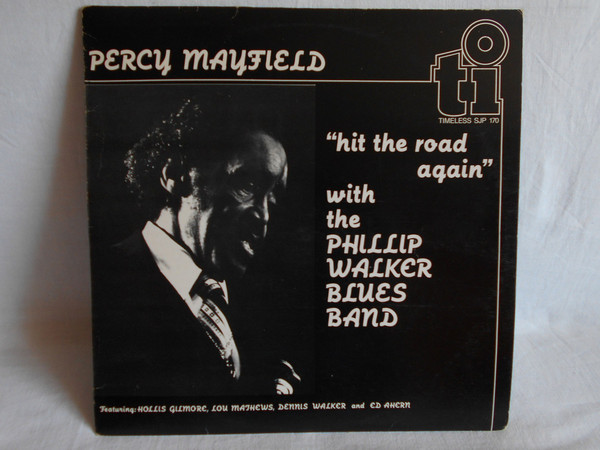 PERCY MAYFIELD
ti
TIMELESS SJP 170
"hit the road
again"
with
the
PHILLIP
WALKER
BLUES
BAND
Featuring: HOLLIS GILMORE, LOU MATHEWS, DENNIS WALKER and ED AHERN